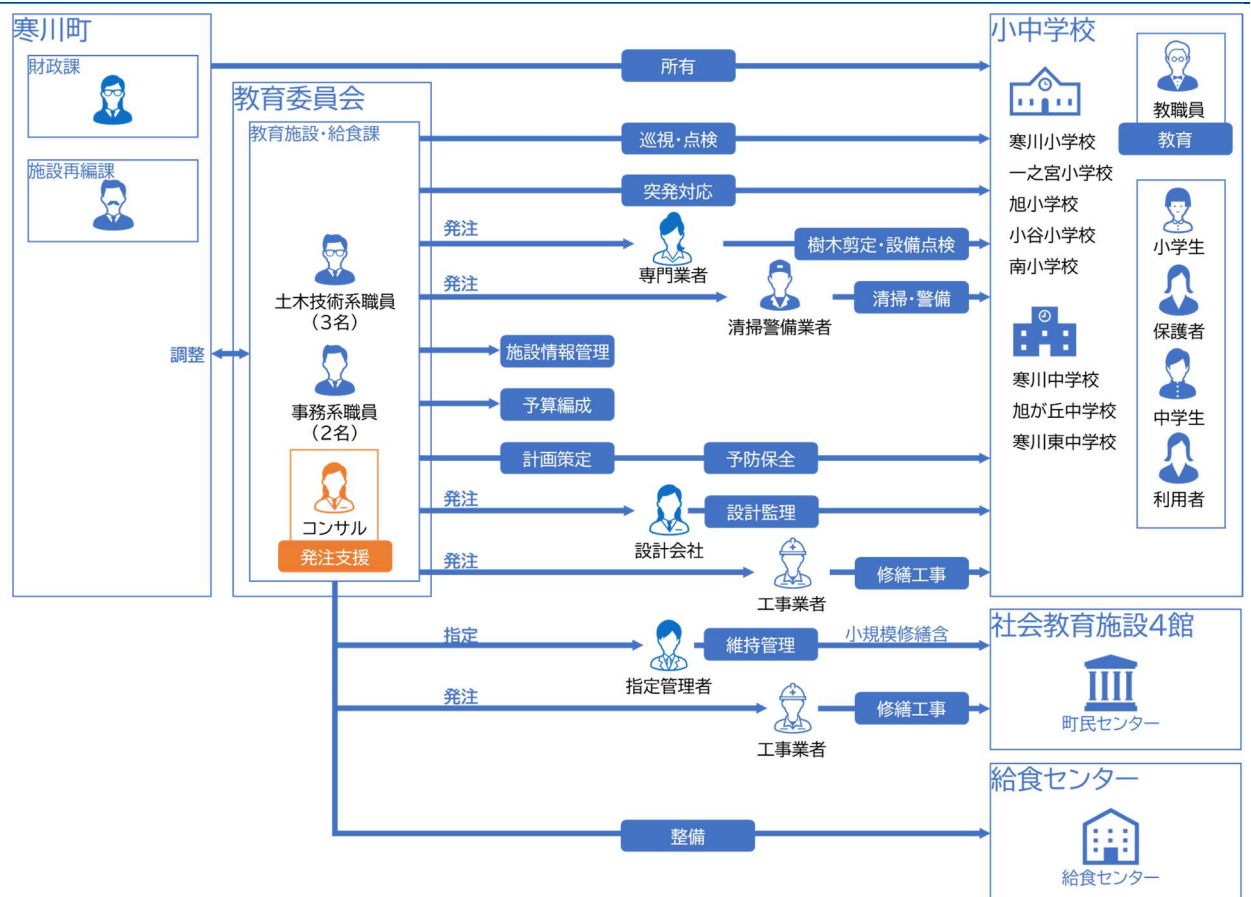 寒川町
財政課
施設再編課
調整
教育委員会
教育施設・給食課
土木技術系職員
（3名）
事務系職員
（2名）
コンサル
発注支援
所有
巡視・点検
突発対応
発注
専門業者
樹木剪定・設備点検
発注
清掃警備業者
清掃・警備
施設情報管理
予算編成
計画策定
予防保全
発注
設計会社
設計監理
発注
工事業者
修繕工事
指定
指定管理者
維持管理
小規模修繕含
発注
工事業者
修繕工事
整備
小中学校
寒川小学校
一之宮小学校
旭小学校
小谷小学校
南小学校
寒川中学校
旭が丘中学校
寒川東中学校
教職員
教育
小学生
保護者
中学生
利用者
社会教育施設4館
町民センター
給食センター
給食センター